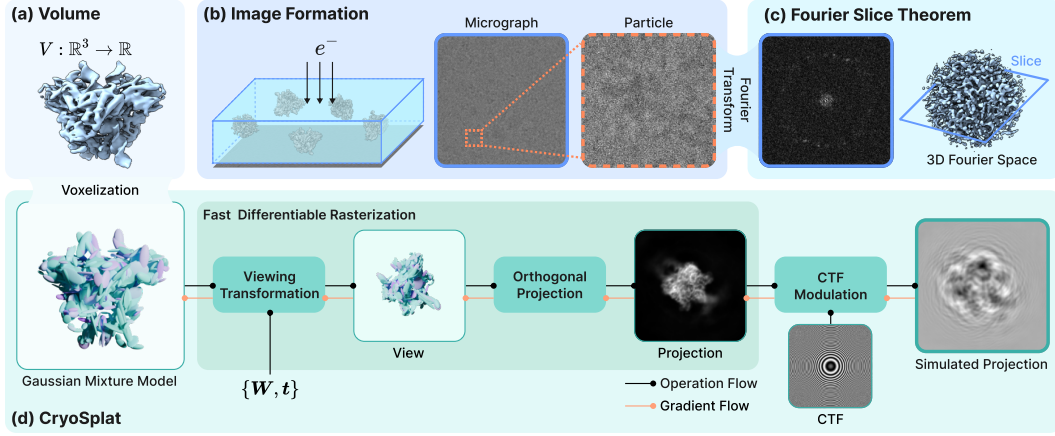 (a) Volume
V : ℝ³ → ℝ
Voxelization
(b) Image Formation
e⁻
Micrograph
Particle
Fourier
Transform
(c) Fourier Slice Theorem
Slice
3D Fourier Space
Fast Differentiable Rasterization
Gaussian Mixture Model
Viewing
Transformation
{W, t}
View
Orthogonal
Projection
Projection
CTF
Modulation
CTF
Simulated Projection
Operation Flow
Gradient Flow
(d) CryoSplat